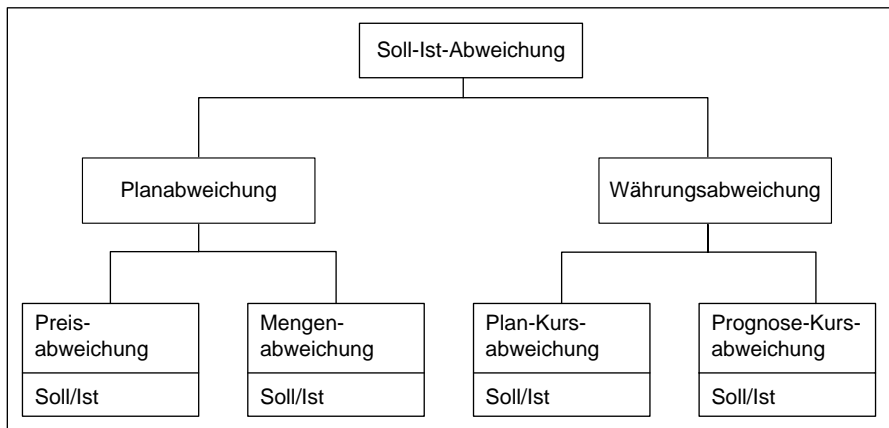 Soll-Ist-Abweichung
Planabweichung
Währungsabweichung
Preis-
abweichung
Soll/Ist
Mengen-
abweichung
Soll/Ist
Plan-Kurs-
abweichung
Soll/Ist
Prognose-Kurs-
abweichung
Soll/Ist